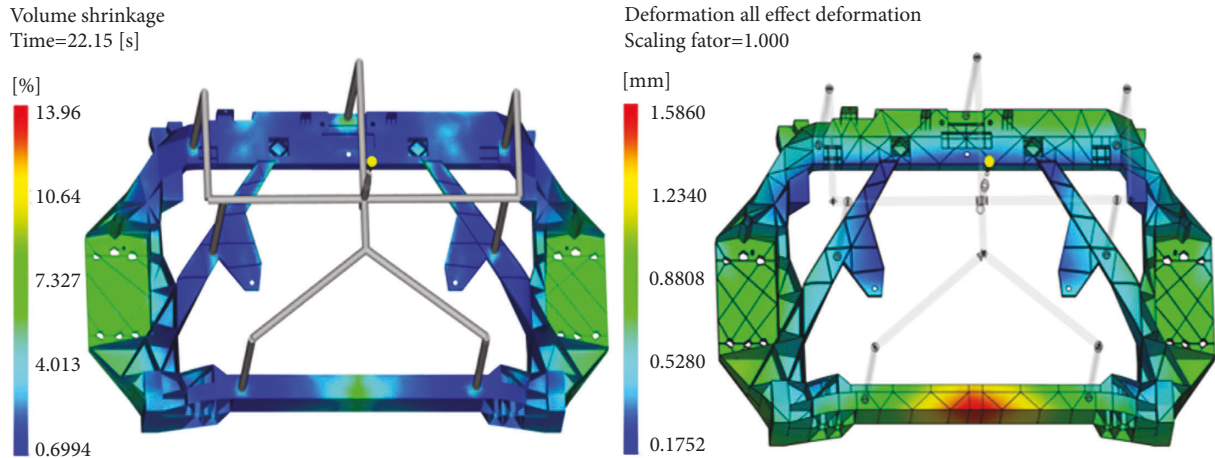 Volume shrinkage
Time=22.15 [s]
[%]
13.96
10.64
7.327
4.013
0.6994
Deformation all effect deformation
Scaling fator=1.000
[mm]
1.5860
1.2340
0.8808
0.5280
0.1752